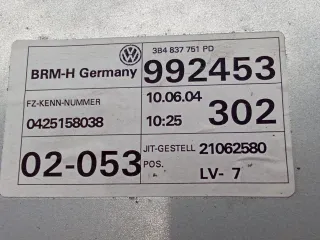 3B4 837 751 PD
BRM-H Germany 992453
FZ-KENN-NUMMER 10.06.04 302
0425158038 10:25
02-053 JIT-GESTELL 21062580
POS. LV- 7